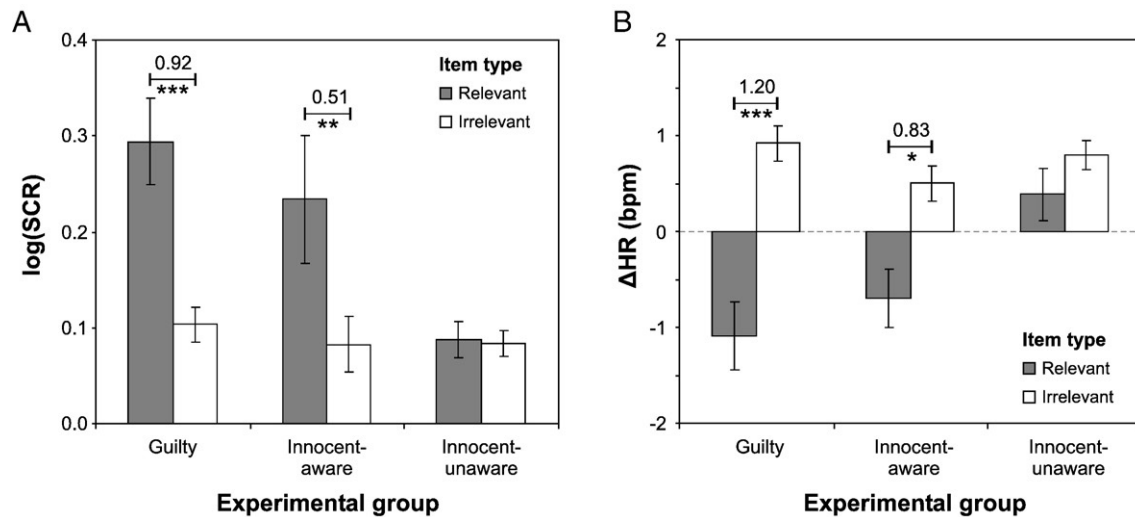 A
0.4
0.3
0.2
0.1
0.0
log(SCR)
0.92
***
0.51
**
Item type
Relevant
Irrelevant
Guilty
Innocent-
aware
Innocent-
unaware
Experimental group
B
2
1
0
-1
-2
ΔHR (bpm)
1.20
***
0.83
*
Item type
Relevant
Irrelevant
Guilty
Innocent-
aware
Innocent-
unaware
Experimental group